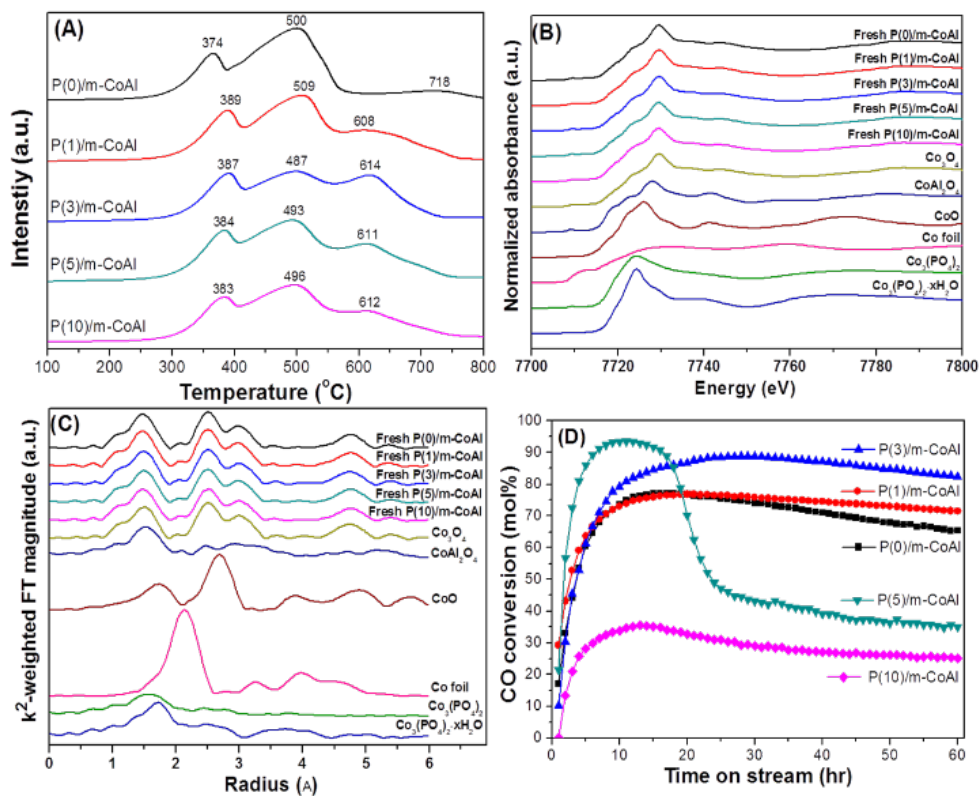 (A)
500
374
718
P(0)/m-CoAl
389
509
608
P(1)/m-CoAl
387
487
614
P(3)/m-CoAl
384
493
611
P(5)/m-CoAl
383
496
612
P(10)/m-CoAl
Intenstiy (a.u.)
100 200 300 400 500 600 700 800
Temperature (°C)
(B)
Fresh P(0)/m-CoAl
Fresh P(1)/m-CoAl
Fresh P(3)/m-CoAl
Fresh P(5)/m-CoAl
Fresh P(10)/m-CoAl
Co₃O₄
CoAl₂O₄
CoO
Co foil
Co₃(PO₄)₂
Co₃(PO₄)₂·xH₂O
Normalized absorbance (a.u.)
7700 7720 7740 7760 7780 7800
Energy (eV)
(C)
Fresh P(0)/m-CoAl
Fresh P(1)/m-CoAl
Fresh P(3)/m-CoAl
Fresh P(5)/m-CoAl
Fresh P(10)/m-CoAl
Co₃O₄
CoAl₂O₄
CoO
Co foil
Co₃(PO₄)₂
Co₃(PO₄)₂·xH₂O
k²-weighted FT magnitude (a.u.)
0 1 2 3 4 5 6
Radius (A)
(D)
100
90
80
70
60
50
40
30
20
10
0
P(3)/m-CoAl
P(1)/m-CoAl
P(0)/m-CoAl
P(5)/m-CoAl
P(10)/m-CoAl
CO conversion (mol%)
0 10 20 30 40 50 60
Time on stream (hr)